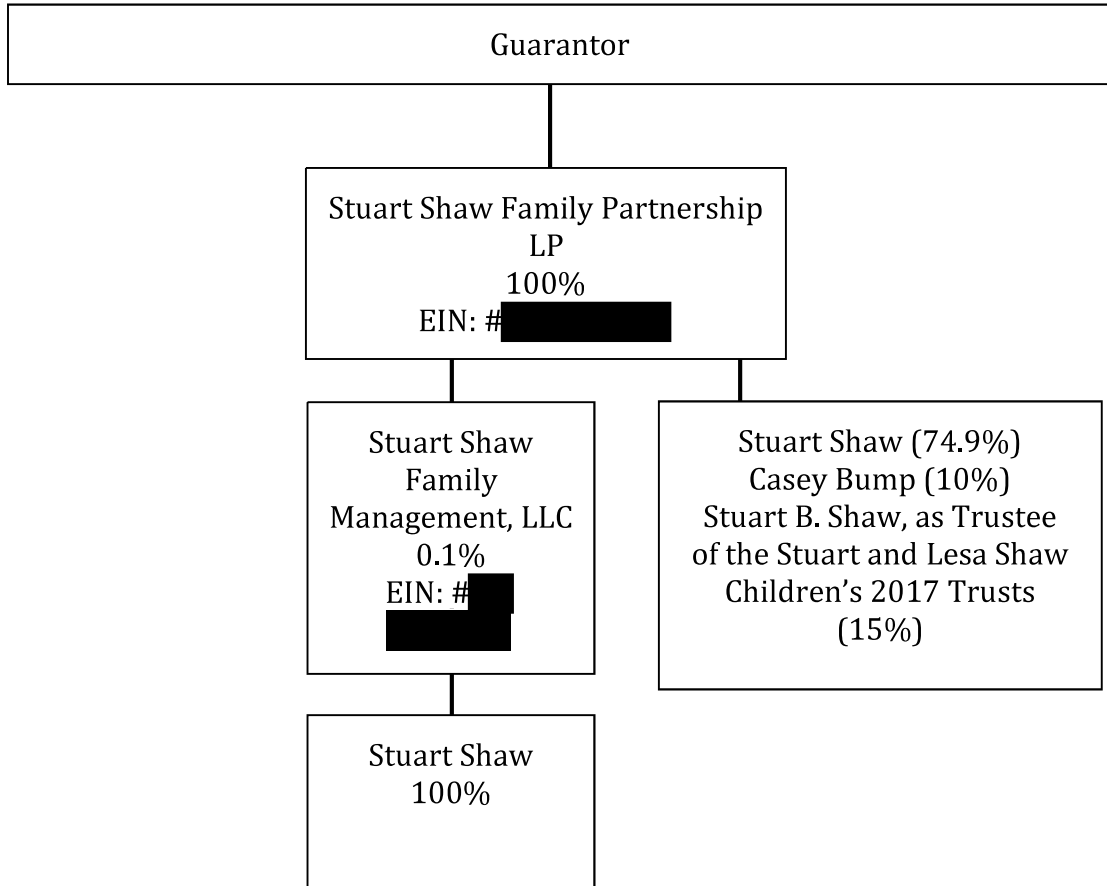 Guarantor
Stuart Shaw Family Partnership
LP
100%
EIN: #
Stuart Shaw
Family
Management, LLC
0.1%
EIN: #
Stuart Shaw
100%
Stuart Shaw (74.9%)
Casey Bump (10%)
Stuart B. Shaw, as Trustee
of the Stuart and Lesa Shaw
Children’s 2017 Trusts
(15%)